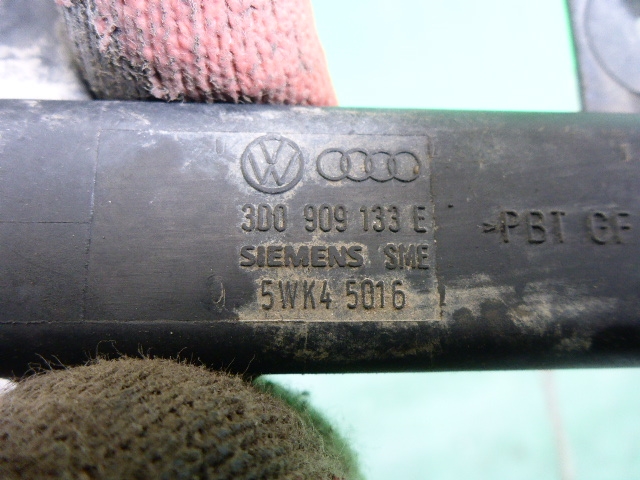 3D0 909 133 E
SIEMENS SME
5WK4 5016
>PBT GF